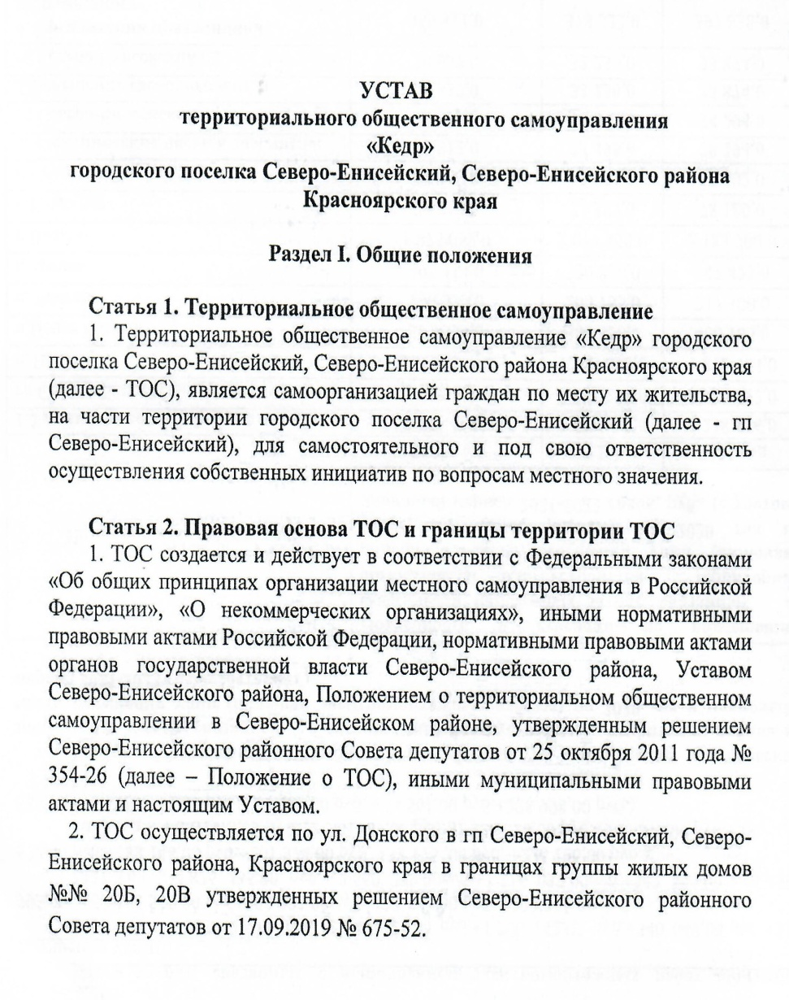 УСТАВ
территориального общественного самоуправления
«Кедр»
городского поселка Северо-Енисейский, Северо-Енисейского района
Красноярского края
Раздел I. Общие положения
Статья 1. Территориальное общественное самоуправление
1. Территориальное общественное самоуправление «Кедр» городского
поселка Северо-Енисейский, Северо-Енисейского района Красноярского края
(далее - ТОС), является самоорганизацией граждан по месту их жительства,
на части территории городского поселка Северо-Енисейский (далее - гп
Северо-Енисейский), для самостоятельного и под свою ответственность
осуществления собственных инициатив по вопросам местного значения.
Статья 2. Правовая основа ТОС и границы территории ТОС
1. ТОС создается и действует в соответствии с Федеральными законами
«Об общих принципах организации местного самоуправления в Российской
Федерации», «О некоммерческих организациях», иными нормативными
правовыми актами Российской Федерации, нормативными правовыми актами
органов государственной власти Северо-Енисейского района, Уставом
Северо-Енисейского района, Положением о территориальном общественном
самоуправлении в Северо-Енисейском районе, утвержденным решением
Северо-Енисейского районного Совета депутатов от 25 октября 2011 года №
354-26 (далее – Положение о ТОС), иными муниципальными правовыми
актами и настоящим Уставом.
2. ТОС осуществляется по ул. Донского в гп Северо-Енисейский, Северо-
Енисейского района, Красноярского края в границах группы жилых домов
№№ 20Б, 20В утвержденных решением Северо-Енисейского районного
Совета депутатов от 17.09.2019 № 675-52.